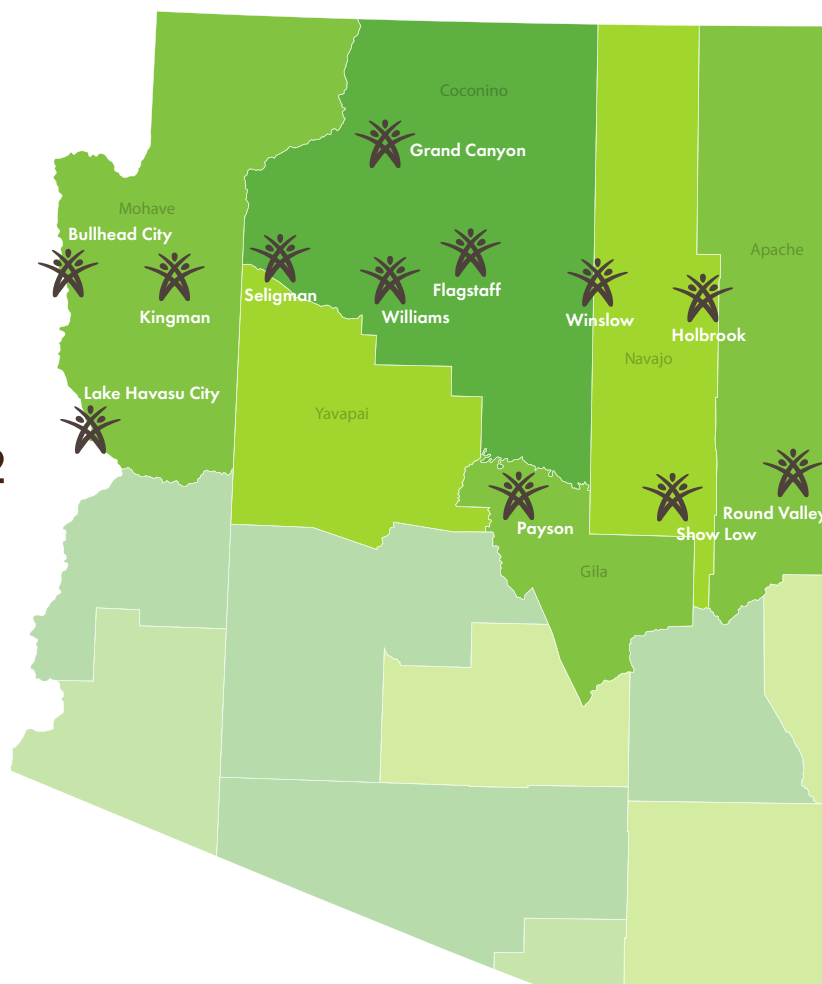 Coconino
Grand Canyon
Mohave
Bullhead City
Apache
Kingman
Seligman
Williams
Flagstaff
Winslow
Holbrook
Navajo
Lake Havasu City
Yavapai
2
Payson
Show Low
Round Valley
Gila